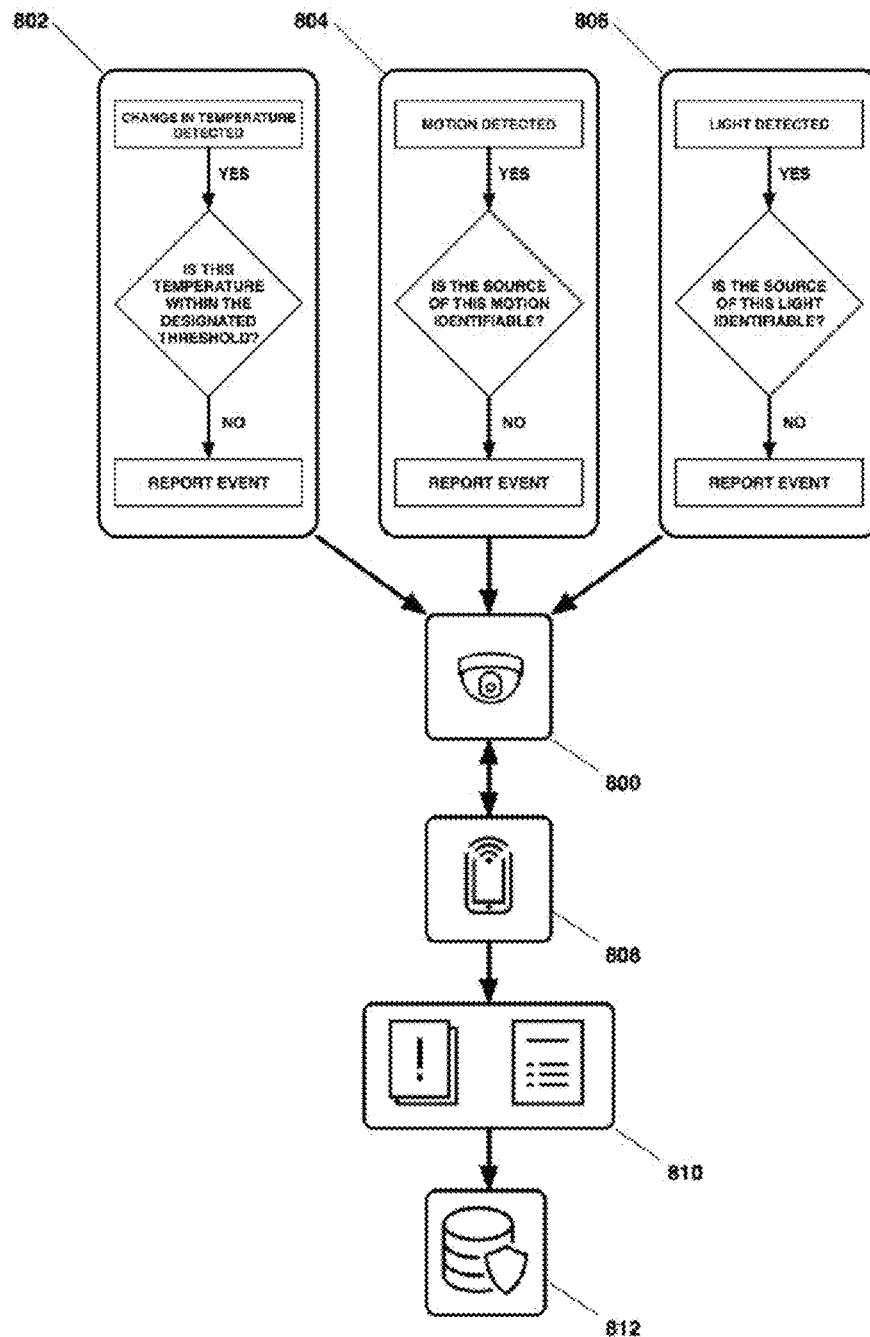 802
804
806
CHANGE IN TEMPERATURE
DETECTED
YES
IS THIS
TEMPERATURE
WITHIN THE
DESIGNATED
THRESHOLD?
NO
REPORT EVENT
MOTION DETECTED
YES
IS THE SOURCE
OF THIS MOTION
IDENTIFIABLE?
NO
REPORT EVENT
LIGHT DETECTED
YES
IS THE SOURCE
OF THIS LIGHT
IDENTIFIABLE?
NO
REPORT EVENT
800
808
!
810
812